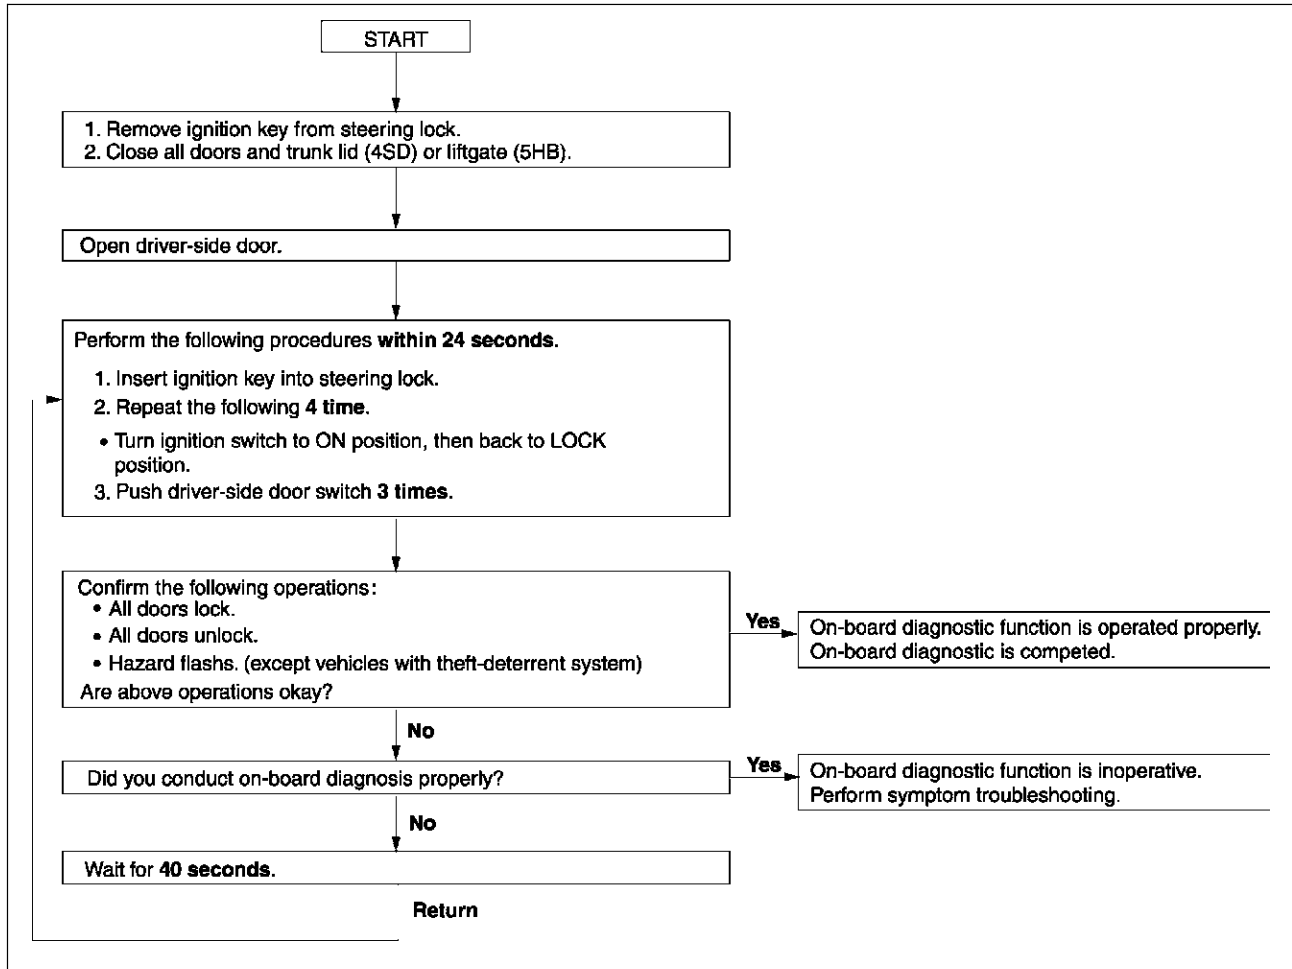 START
1. Remove ignition key from steering lock.
2. Close all doors and trunk lid (4SD) or liftgate (5HB).
Open driver-side door.
Perform the following procedures within 24 seconds.
1. Insert ignition key into steering lock.
2. Repeat the following 4 time.
• Turn ignition switch to ON position, then back to LOCK
position.
3. Push driver-side door switch 3 times.
Confirm the following operations:
• All doors lock.
• All doors unlock.
• Hazard flashs. (except vehicles with theft-deterrent system)
Are above operations okay?
Yes
On-board diagnostic function is operated properly.
On-board diagnostic is competed.
No
Did you conduct on-board diagnosis properly?
Yes
On-board diagnostic function is inoperative.
Perform symptom troubleshooting.
No
Wait for 40 seconds.
Return